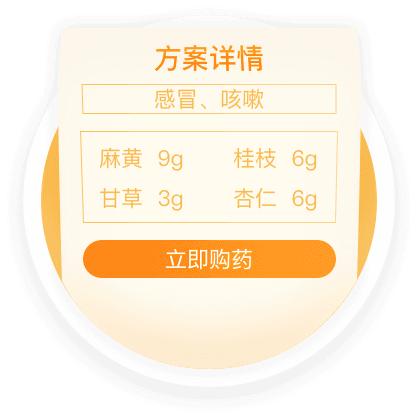 方案详情
感冒、咳嗽
麻黄 9g 桂枝 6g
甘草 3g 杏仁 6g
立即购药